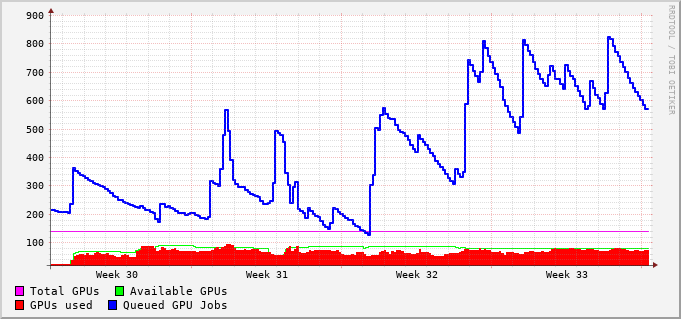 900
800
700
600
500
400
300
200
100
Week 30 Week 31 Week 32 Week 33
Total GPUs Available GPUs
GPUs used Queued GPU Jobs
RRDTOOL / TOBI OETIKER